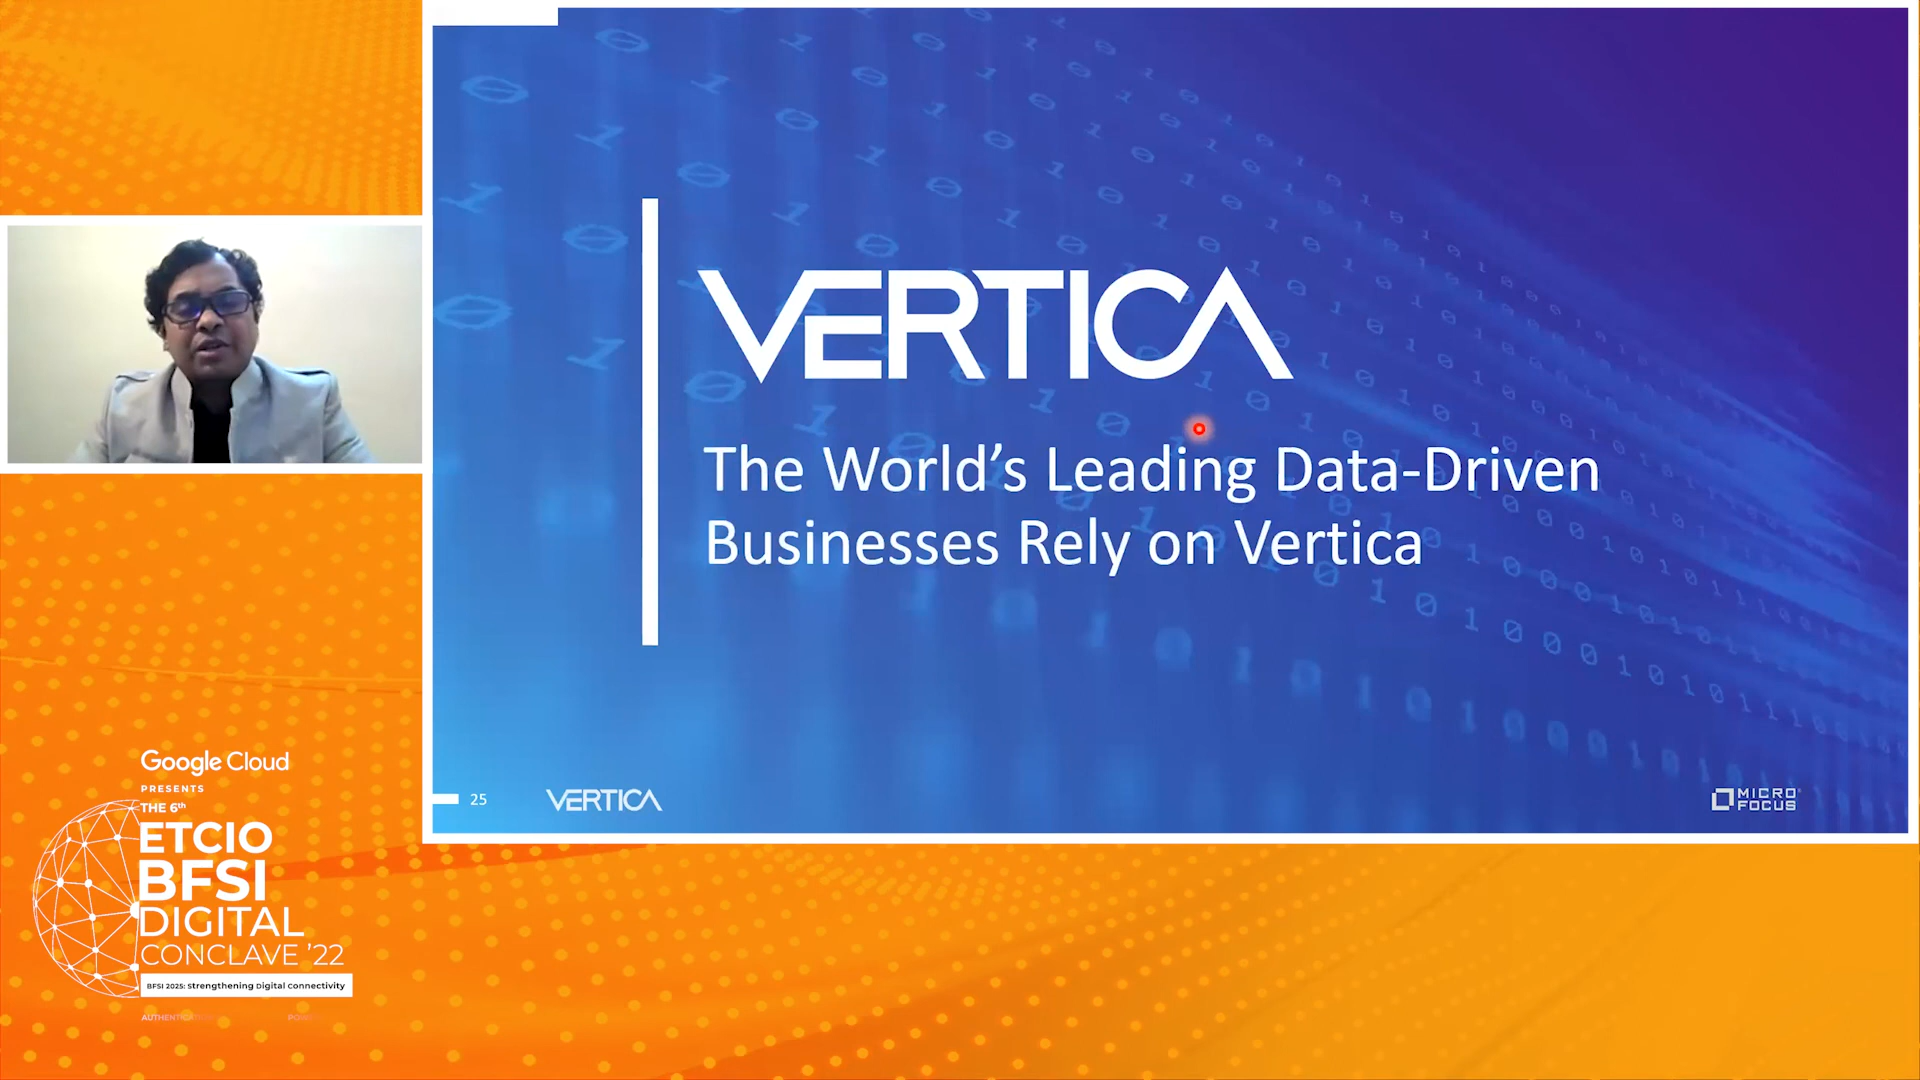 VERTICA
The World's Leading Data-Driven
Businesses Rely on Vertica
25
VERTICA
MICRO
FOCUS
Google Cloud
PRESENTS
THE 6th
ETCIO
BFSI
DIGITAL
CONCLAVE '22
BFSI 2025: Strengthening Digital connectivity